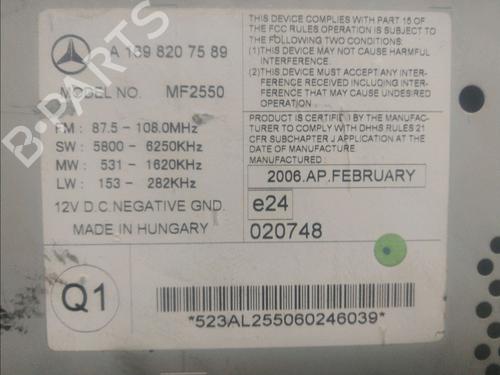 A 169 820 75 89
MODEL NO. MF2550
FM : 87.5 - 108.0MHz
SW : 5800 - 6250KHz
MW : 531 - 1620KHz
LW : 153 - 282KHz
12V D.C. NEGATIVE GND.
MADE IN HUNGARY
THIS DEVICE COMPLIES WITH PART 15 OF
THE FCC RULES OPERATION IS SUBJECT TO
THE FOLLOWING TWO CONDITIONS:
(1)THIS DEVICE MAY NOT CAUSE HARMFUL
INTERFERENCE.
(2)THIS DEVICE MUST ACCEPT ANY INTER-
FERENCE RECEIVED INCLUDING INTER-
FERENCE THAT MAY CAUSE UNDESIRED
OPERATION.
PRODUCT IS CERTIFIED BY THE MANUFAC-
TURER TO COMPLY WITH DHHS RULES 21
CFR SUBCHAPTER J APPLICATION AT THE
DATE OF MANUFACTURE
MANUFACTURED
2006.AP.FEBRUARY
e24
020748
Q1
*523AL255060246039*
B-PARTS